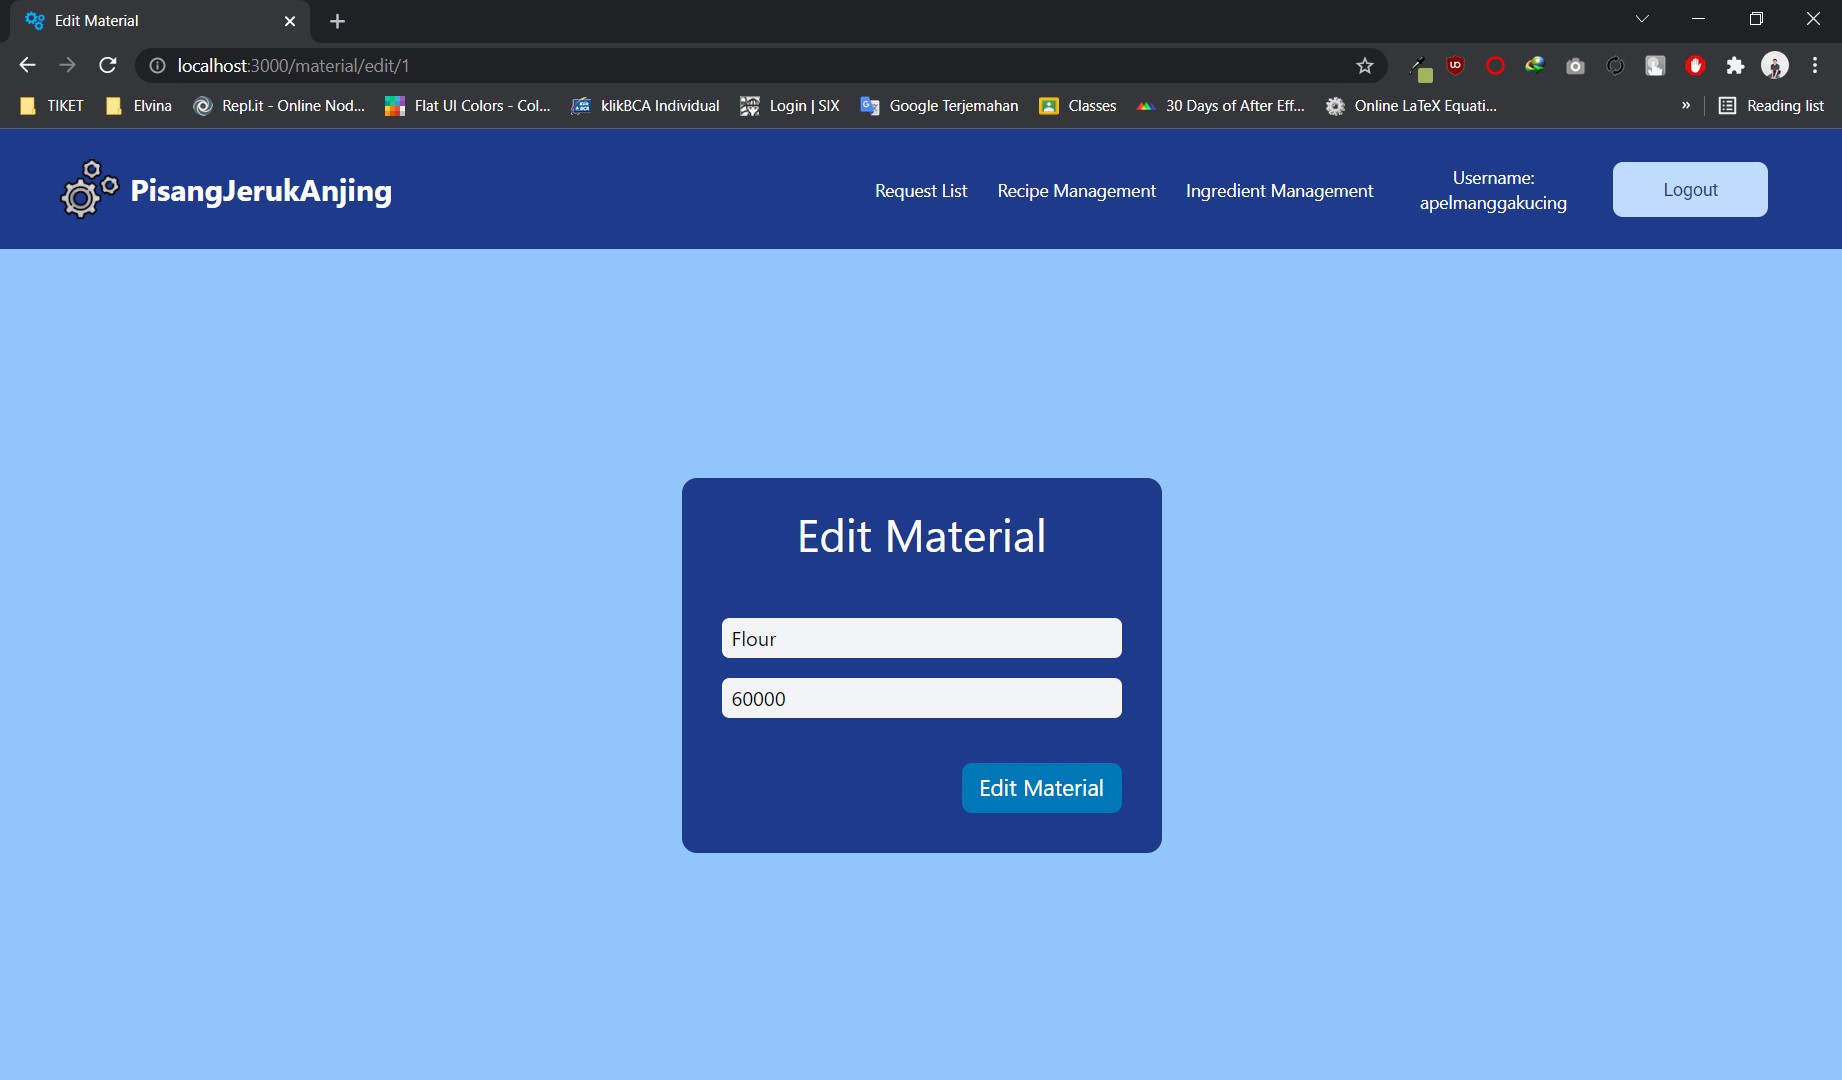 Edit Material
localhost:3000/material/edit/1
TIKET
Elvina
Repl.it - Online Nod...
Flat UI Colors - Col...
klikBCA Individual
Login | SIX
Google Terjemahan
Classes
30 Days of After Eff...
Online LaTeX Equati...
»
Reading list
PisangJerukAnjing
Request List
Recipe Management
Ingredient Management
Username:
apelmanggakucing
Logout
Edit Material
Flour
60000
Edit Material